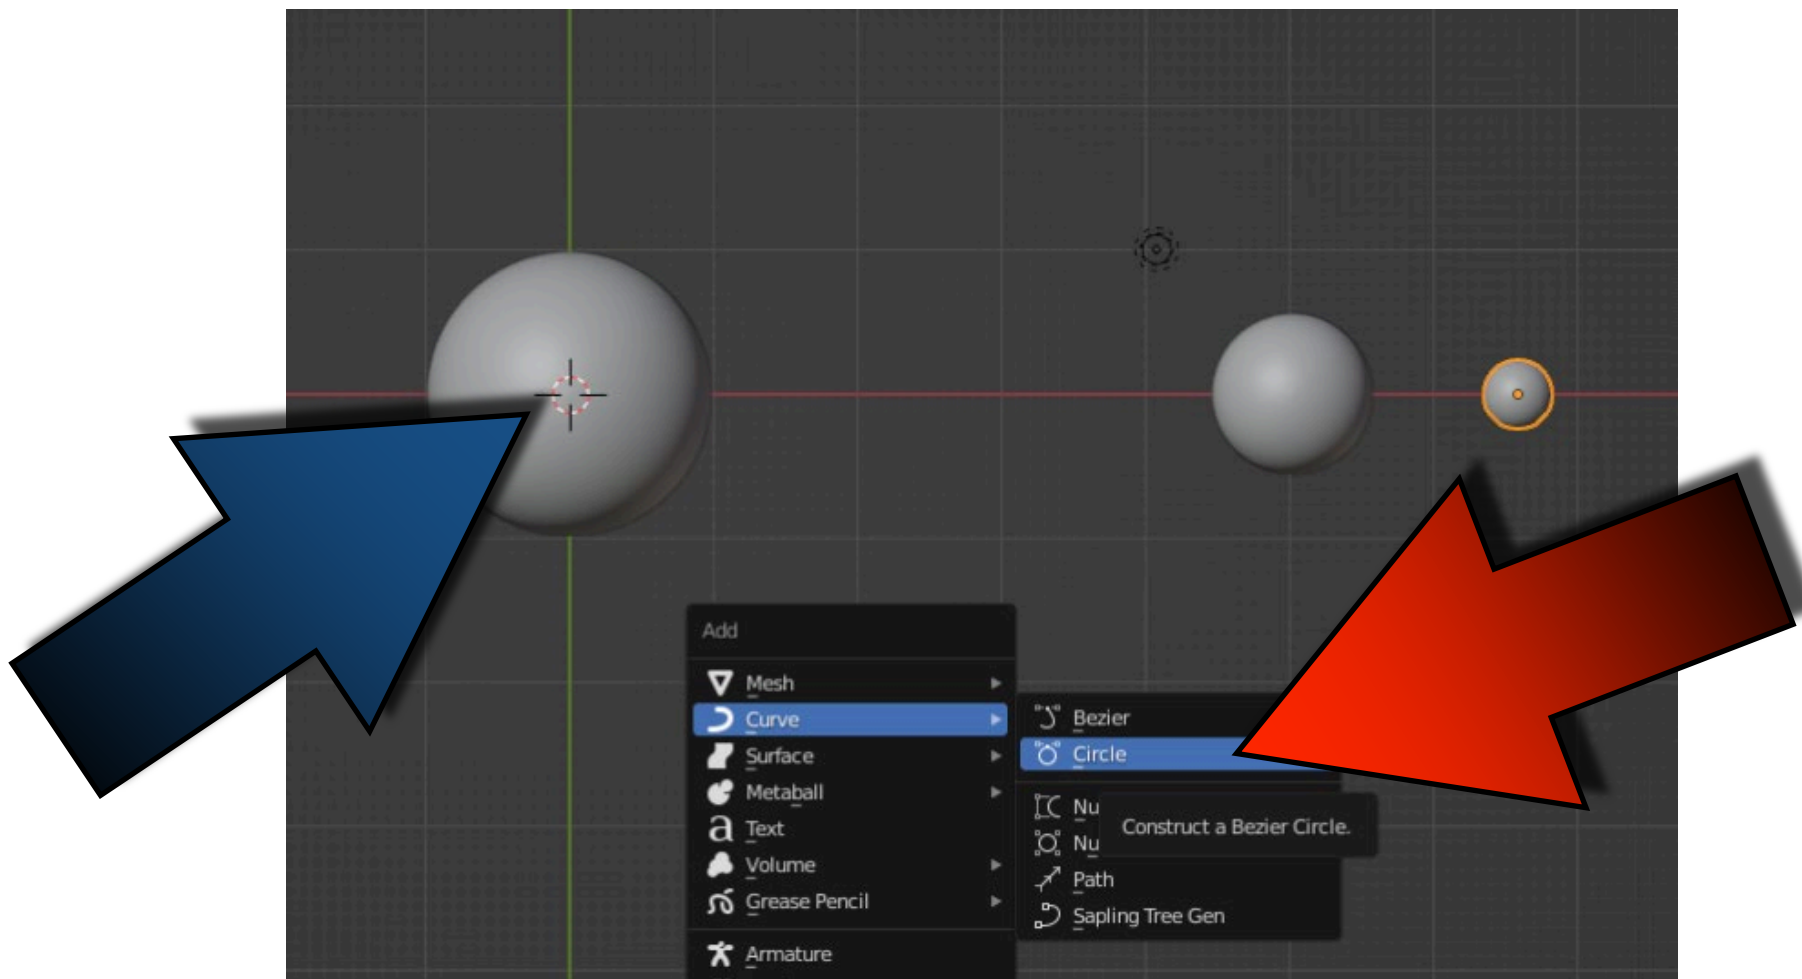 Add
Mesh
Curve
Surface
Metaball
Text
Volume
Grease Pencil
Armature
Bezier
Circle
Nu
Nu
Construct a Bezier Circle.
Path
Sapling Tree Gen